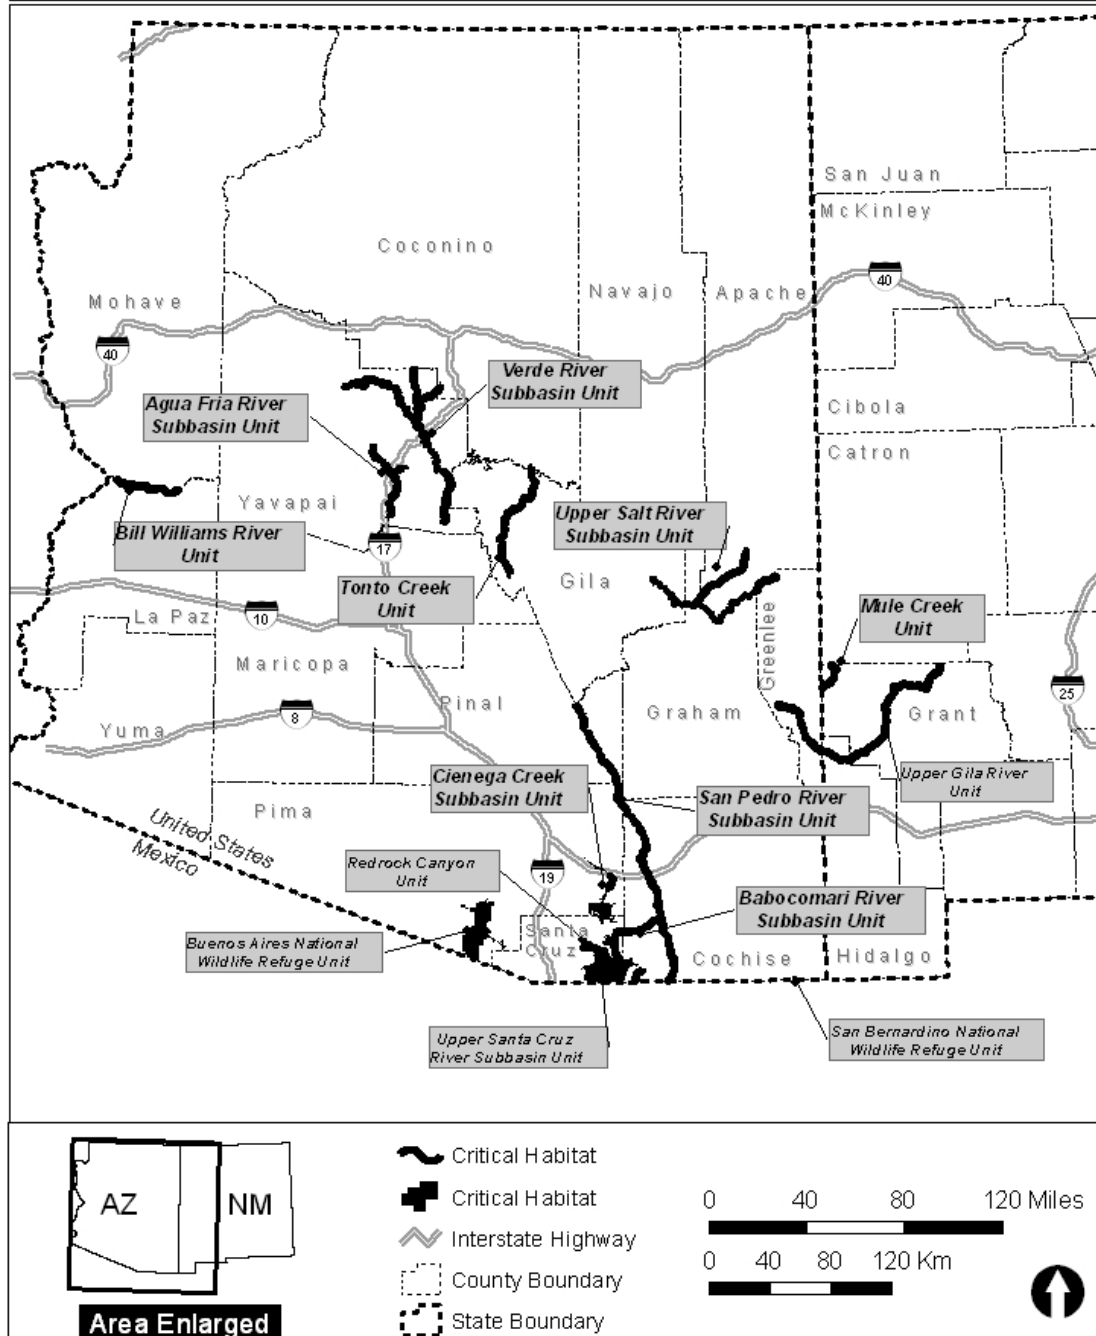 San Juan
McKinley
Coconino
Navajo
Apache
40
Mohave
40
Verde River
Subbasin Unit
Agua Fria River
Subbasin Unit
Cibola
Catron
Yavapai
Bill Williams River
Unit
17
Upper Salt River
Subbasin Unit
Tonto Creek
Unit
Gila
Mule Creek
Unit
La Paz
10
Maricopa
Greenlee
25
Yuma
8
Pinal
Graham
Grant
Cienega Creek
Subbasin Unit
San Pedro River
Subbasin Unit
Upper Gila River
Unit
Pima
United States
Mexico
Redrock Canyon
Unit
19
Babocomari River
Subbasin Unit
Buenos Aires National
Wildlife Refuge Unit
Santa
Cruz
Cochise
Hidalgo
Upper Santa Cruz
River Subbasin Unit
San Bernardino National
Wildlife Refuge Unit
AZ
NM
Area Enlarged
Critical Habitat
Critical Habitat
Interstate Highway
County Boundary
State Boundary
0 40 80 120 Miles
0 40 80 120 Km